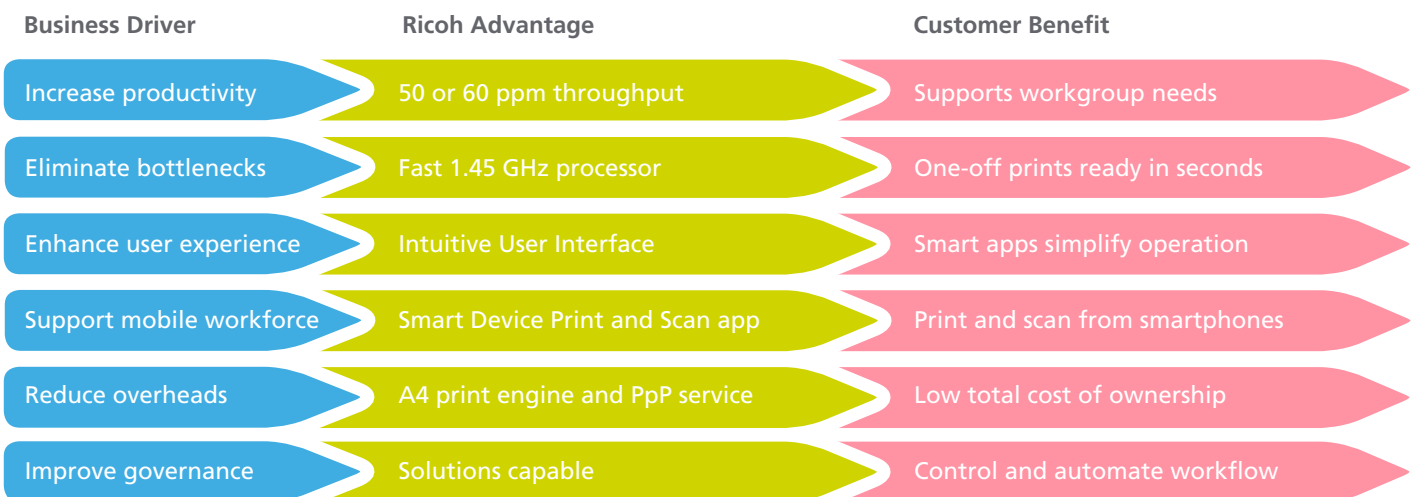 Business Driver Ricoh Advantage Customer Benefit
Increase productivity 50 or 60 ppm throughput Supports workgroup needs
Eliminate bottlenecks Fast 1.45 GHz processor One-off prints ready in seconds
Enhance user experience Intuitive User Interface Smart apps simplify operation
Support mobile workforce Smart Device Print and Scan app Print and scan from smartphones
Reduce overheads A4 print engine and PpP service Low total cost of ownership
Improve governance Solutions capable Control and automate workflow